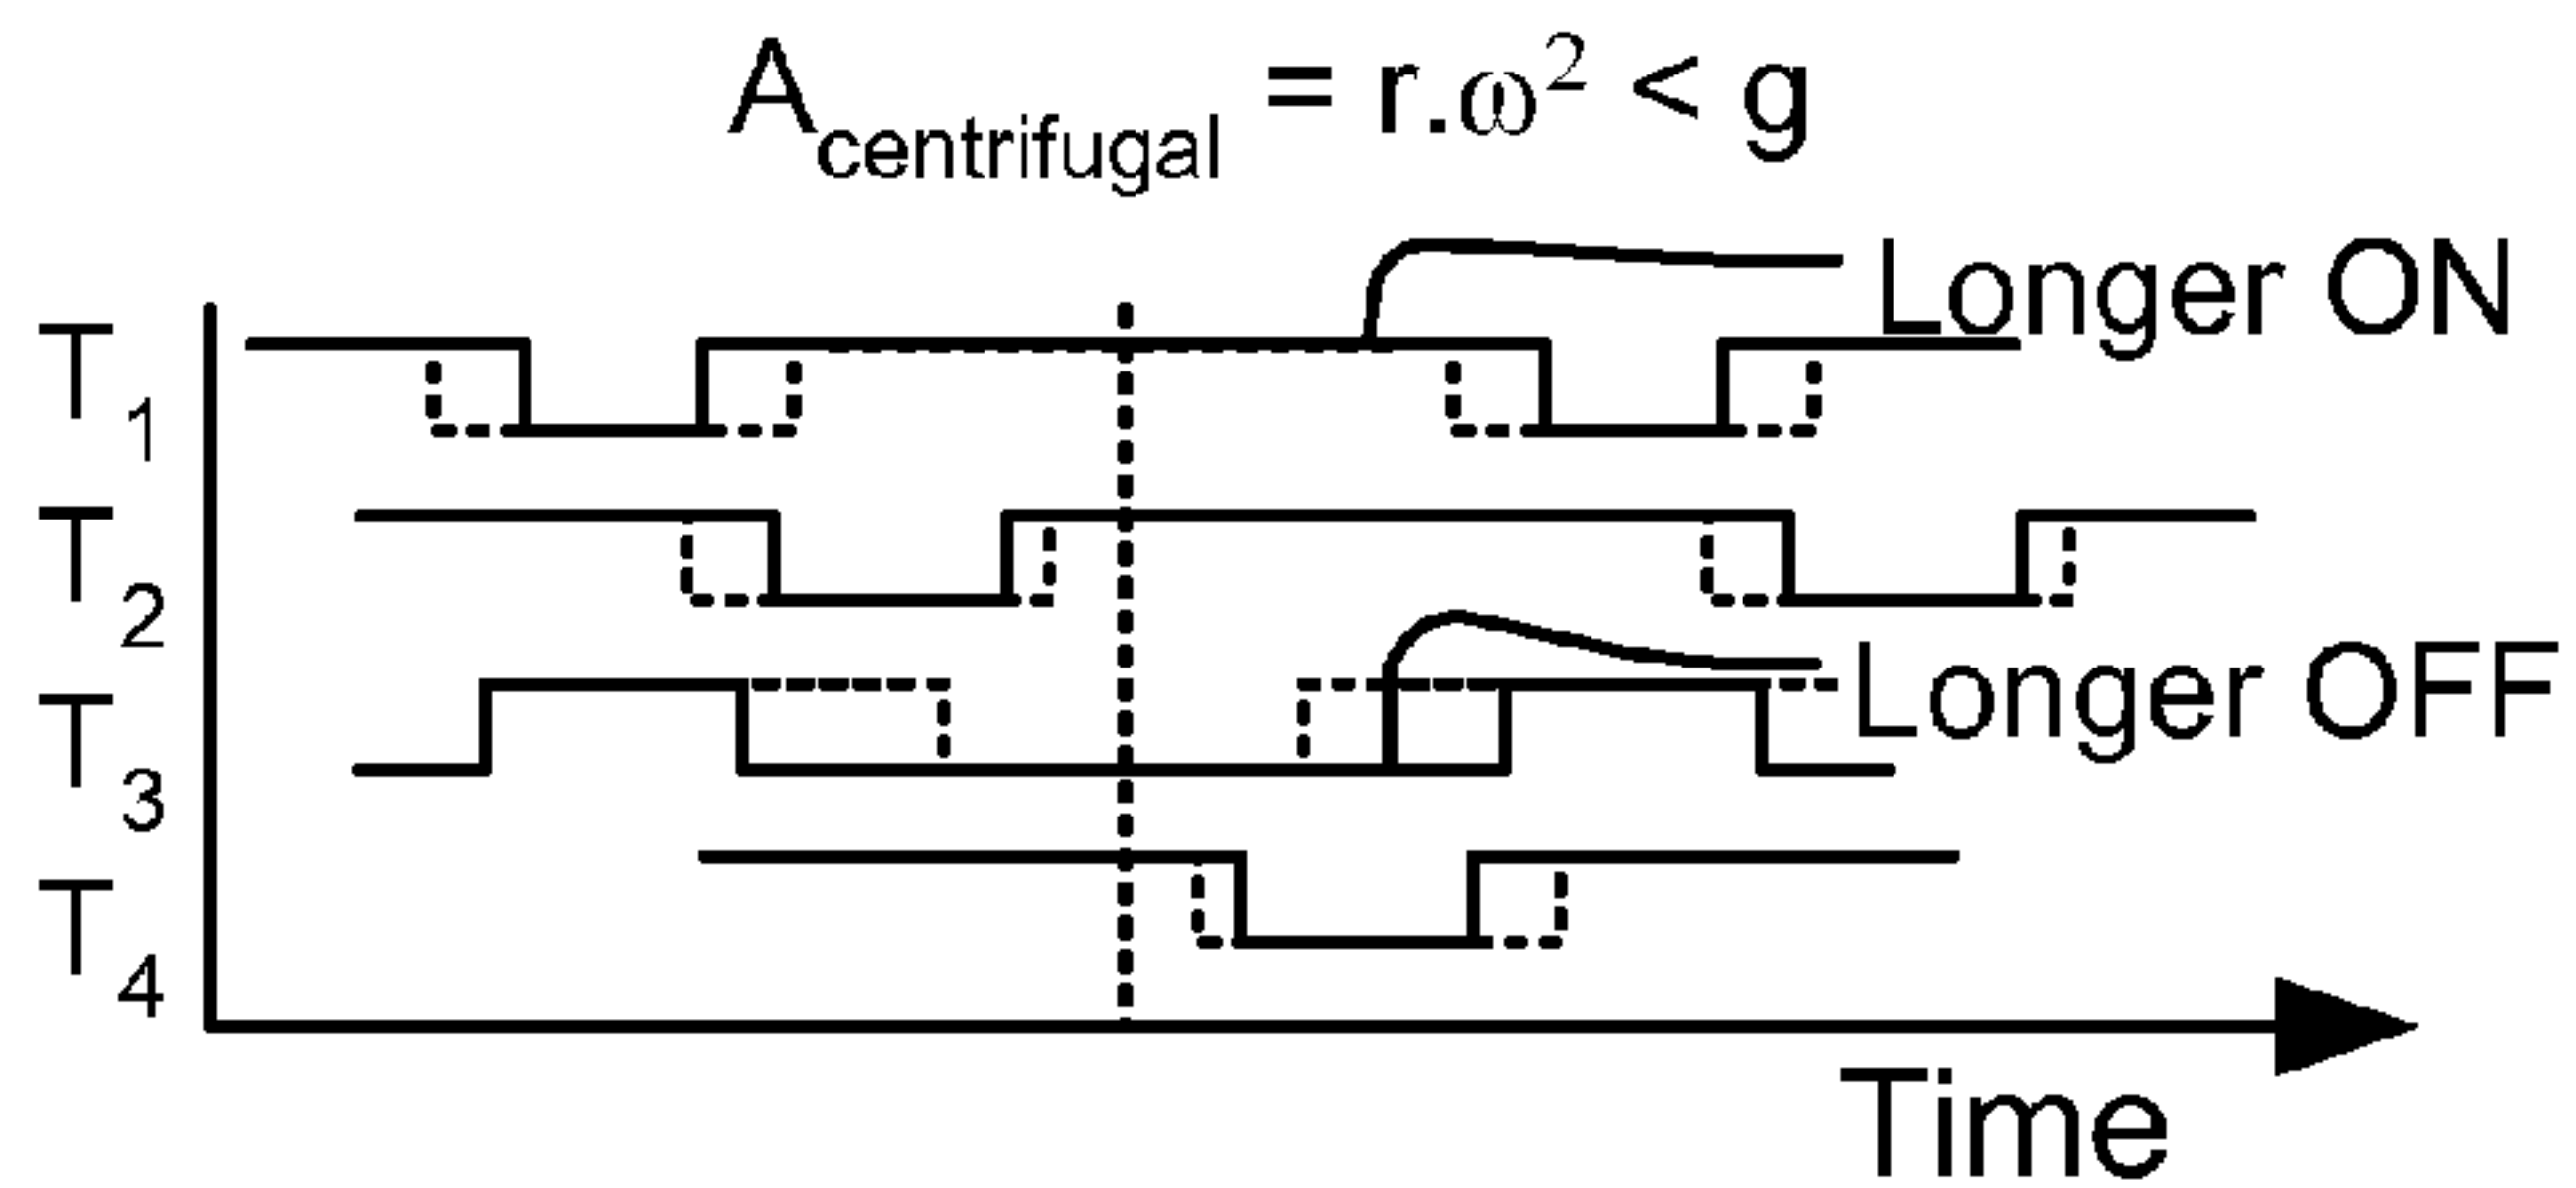 A_centrifugal = r.ω² < g
Longer ON
T₁
T₂
Longer OFF
T₃
T₄
Time